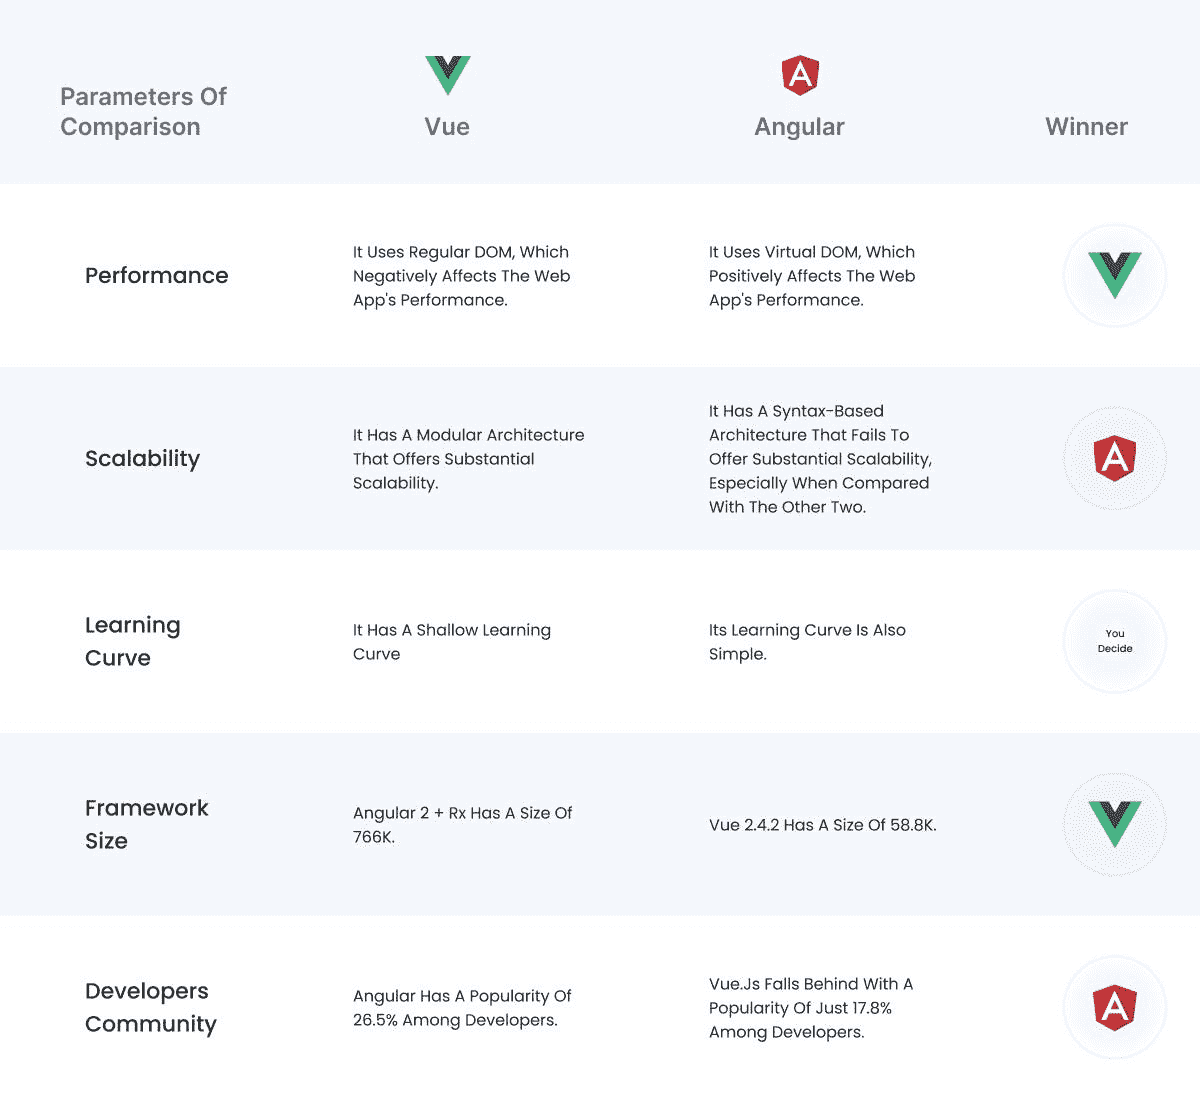 Parameters Of
Comparison
Vue
Angular
Winner
Performance
It Uses Regular DOM, Which
Negatively Affects The Web
App's Performance.
It Uses Virtual DOM, Which
Positively Affects The Web
App's Performance.
Scalability
It Has A Modular Architecture
That Offers Substantial
Scalability.
It Has A Syntax-Based
Architecture That Fails To
Offer Substantial Scalability,
Especially When Compared
With The Other Two.
Learning
Curve
It Has A Shallow Learning
Curve
Its Learning Curve Is Also
Simple.
You
Decide
Framework
Size
Angular 2 + Rx Has A Size Of
766K.
Vue 2.4.2 Has A Size Of 58.8K.
Developers
Community
Angular Has A Popularity Of
26.5% Among Developers.
Vue.Js Falls Behind With A
Popularity Of Just 17.8%
Among Developers.